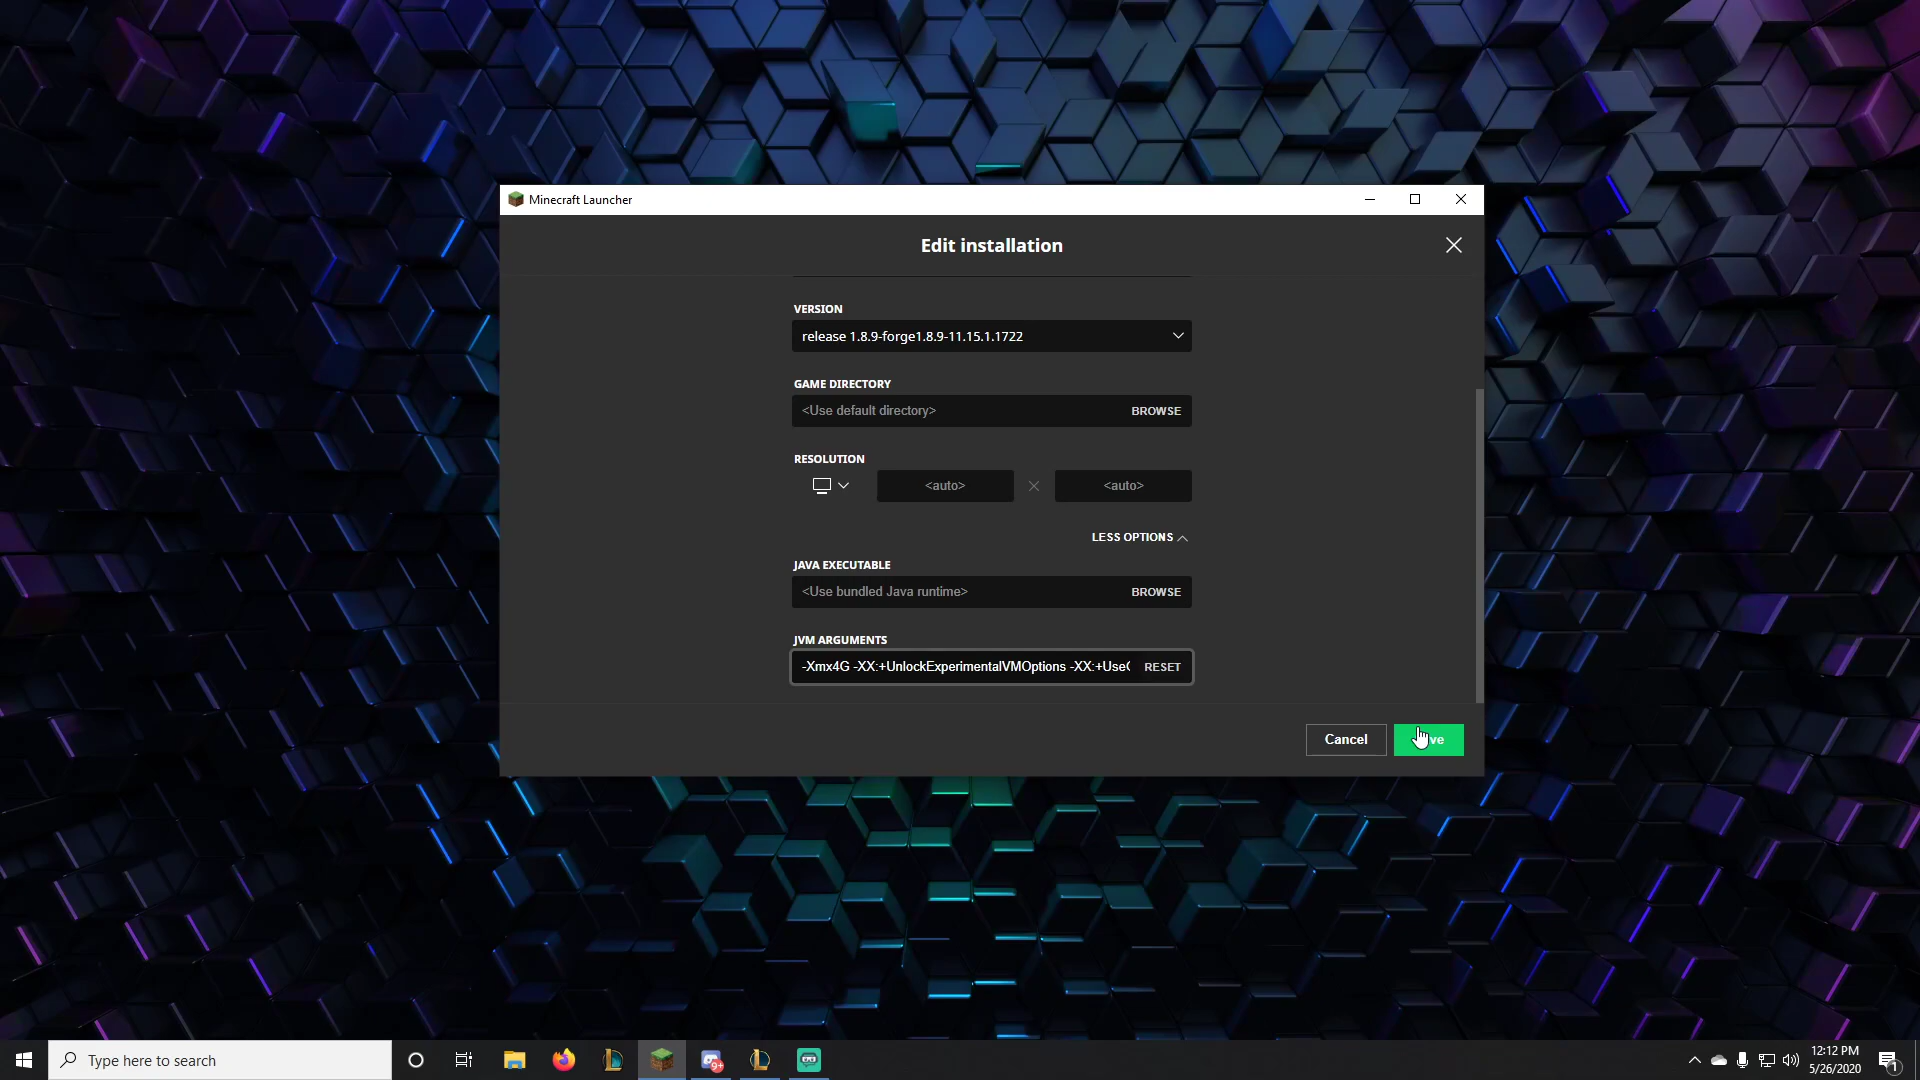 Minecraft Launcher
Edit installation
VERSION
release 1.8.9-forge1.8.9-11.15.1.1722
GAME DIRECTORY
<Use default directory> BROWSE
RESOLUTION
<auto> <auto>
LESS OPTIONS
JAVA EXECUTABLE
<Use bundled Java runtime> BROWSE
JVM ARGUMENTS
-Xmx4G -XX:+UnlockExperimentalVMOptions -XX:+Use RESET
Cancel
Type here to search
9+
12:12 PM
5/26/2020
1